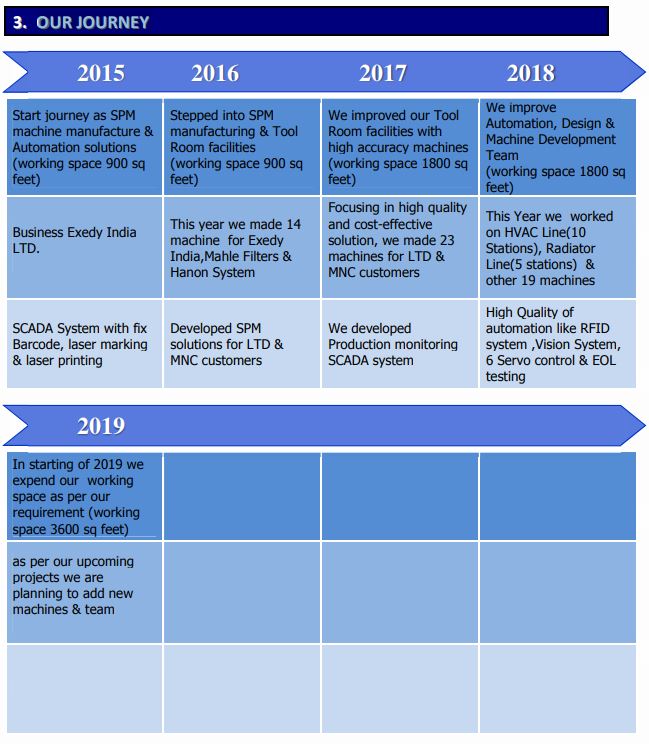 3. OUR JOURNEY
2015 2016 2017 2018
Start journey as SPM
machine manufacture &
Automation solutions
(working space 900 sq
feet)
Stepped into SPM
manufacturing & Tool
Room facilities
(working space 900 sq
feet)
We improved our Tool
Room facilities with
high accuracy machines
(working space 1800 sq
feet)
We improve
Automation, Design &
Machine Development
Team
(working space 1800 sq
feet)
Business Exedy India
LTD.
This year we made 14
machine for Exedy
India,Mahle Filters &
Hanon System
Focusing in high quality
and cost-effective
solution, we made 23
machines for LTD &
MNC customers
This Year we worked
on HVAC Line(10
Stations), Radiator
Line(5 stations) &
other 19 machines
SCADA System with fix
Barcode, laser marking
& laser printing
Developed SPM
solutions for LTD &
MNC customers
We developed
Production monitoring
SCADA system
High Quality of
automation like RFID
system ,Vision System,
6 Servo control & EOL
testing
2019
In starting of 2019 we
expend our working
space as per our
requirement (working
space 3600 sq feet)
as per our upcoming
projects we are
planning to add new
machines & team